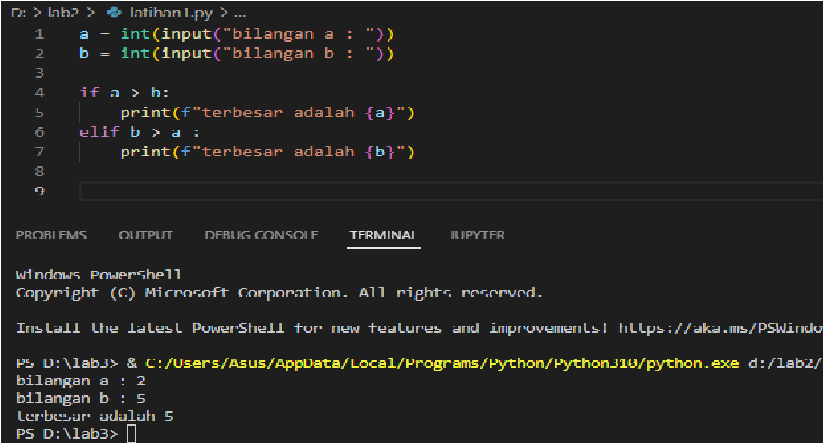 D: > lab2 > latihan1.py > ...
1 a = int(input("bilangan a : "))
2 b = int(input("bilangan b : "))
3
4 if a > b:
5 print(f"terbesar adalah {a}")
6 elif b > a :
7 print(f"terbesar adalah {b}")
8
9
PROBLEMS OUTPUT DEBUG CONSOLE TERMINAL JUPYTER
Windows PowerShell
Copyright (C) Microsoft Corporation. All rights reserved.
Install the latest PowerShell for new features and improvements! https://aka.ms/PSWindo
PS D:\lab3> & C:/Users/Asus/AppData/Local/Programs/Python/Python310/python.exe d:/lab2/
bilangan a : 2
bilangan b : 5
terbesar adalah 5
PS D:\lab3>